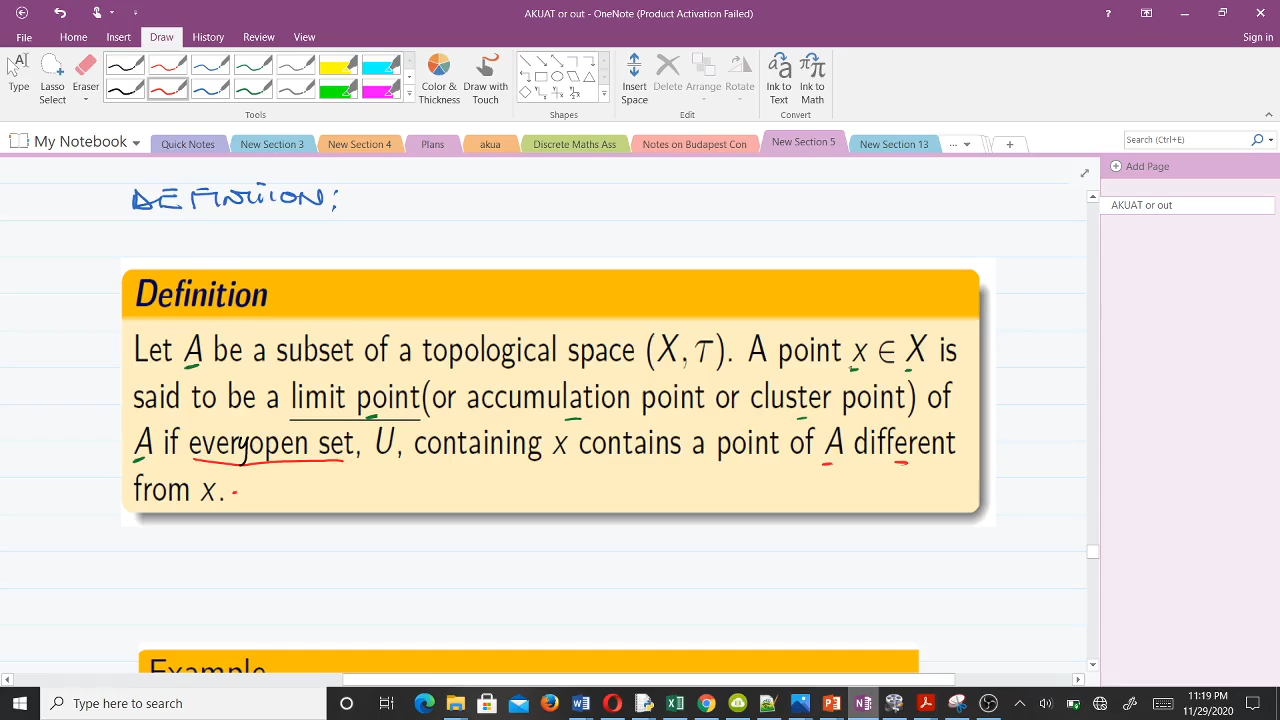 AKUAT or out - OneNote (Product Activation Failed)
File Home Insert Draw History Review View Sign in
Type Lasso Select Eraser Color & Thickness Draw with Touch Insert Space Delete Arrange Rotate Ink to Text Ink to Math
Tools Shapes Edit Convert
My Notebook Quick Notes New Section 3 New Section 4 Plans akua Discrete Maths Ass Notes on Budapest Con New Section 5 New Section 13 ... Search (Ctrl+E)
Add Page
AKUAT or out
DEFINITION:
Definition
Let A be a subset of a topological space (X, τ). A point x ∈ X is
said to be a limit point(or accumulation point or cluster point) of
A if everyopen set, U, containing x contains a point of A different
from x.
Example
Type here to search
11:19 PM
11/29/2020